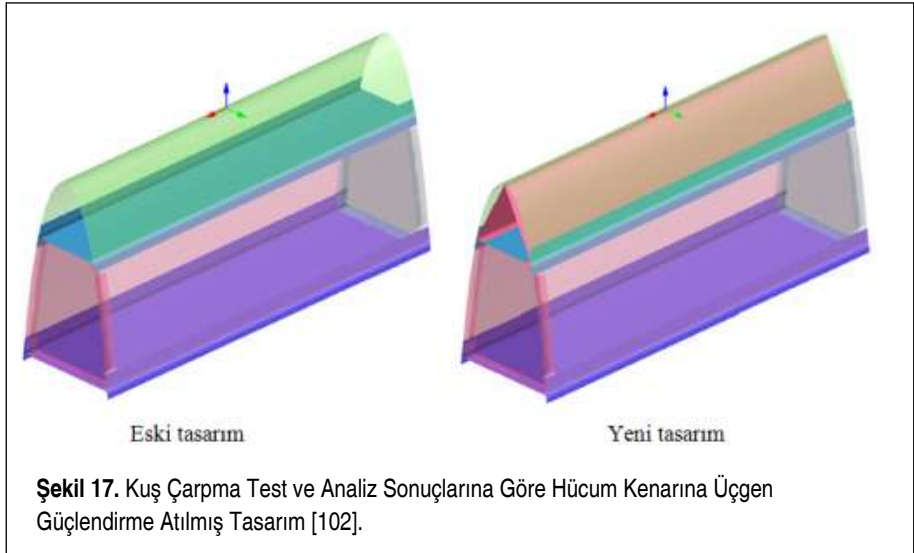 Eski tasarım
Yeni tasarım
Şekil 17. Kuş Çarpma Test ve Analiz Sonuçlarına Göre Hücum Kenarına Üçgen
Güçlendirme Atılmış Tasarım [102].